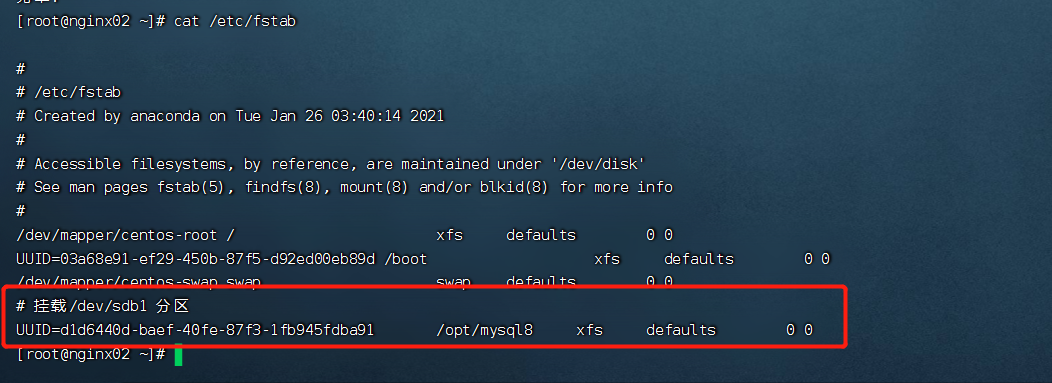 [root@nginx02 ~]# cat /etc/fstab
#
# /etc/fstab
# Created by anaconda on Tue Jan 26 03:40:14 2021
#
# Accessible filesystems, by reference, are maintained under '/dev/disk'
# See man pages fstab(5), findfs(8), mount(8) and/or blkid(8) for more info
#
/dev/mapper/centos-root / xfs defaults 0 0
UUID=03a68e91-ef29-450b-87f5-d92ed00eb89d /boot xfs defaults 0 0
/dev/mapper/centos-swap swap swap defaults 0 0
# 挂载/dev/sdb1 分区
UUID=d1d6440d-baef-40fe-87f3-1fb945fdba91 /opt/mysql8 xfs defaults 0 0
[root@nginx02 ~]#